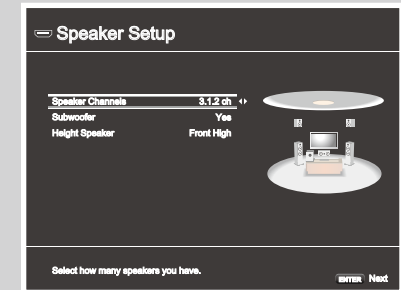 Speaker Setup
Speaker Channels 3.1.2 ch
Subwoofer Yes
Height Speaker Front High
Select how many speakers you have.
ENTER Next